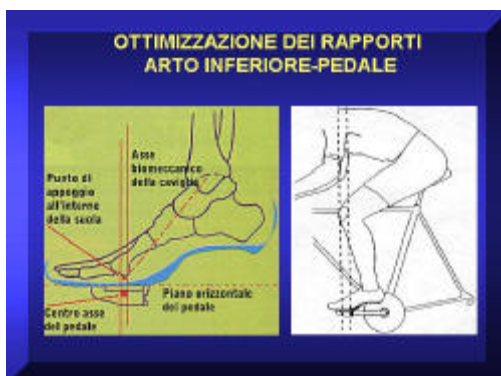 OTTIMIZZAZIONE DEI RAPPORTI
ARTO INFERIORE-PEDALE
Asse
biomeccanico
della caviglia
Punto di
appoggio
all'interno
della suola
Piano orizzontale
del pedale
Centro asse
del pedale